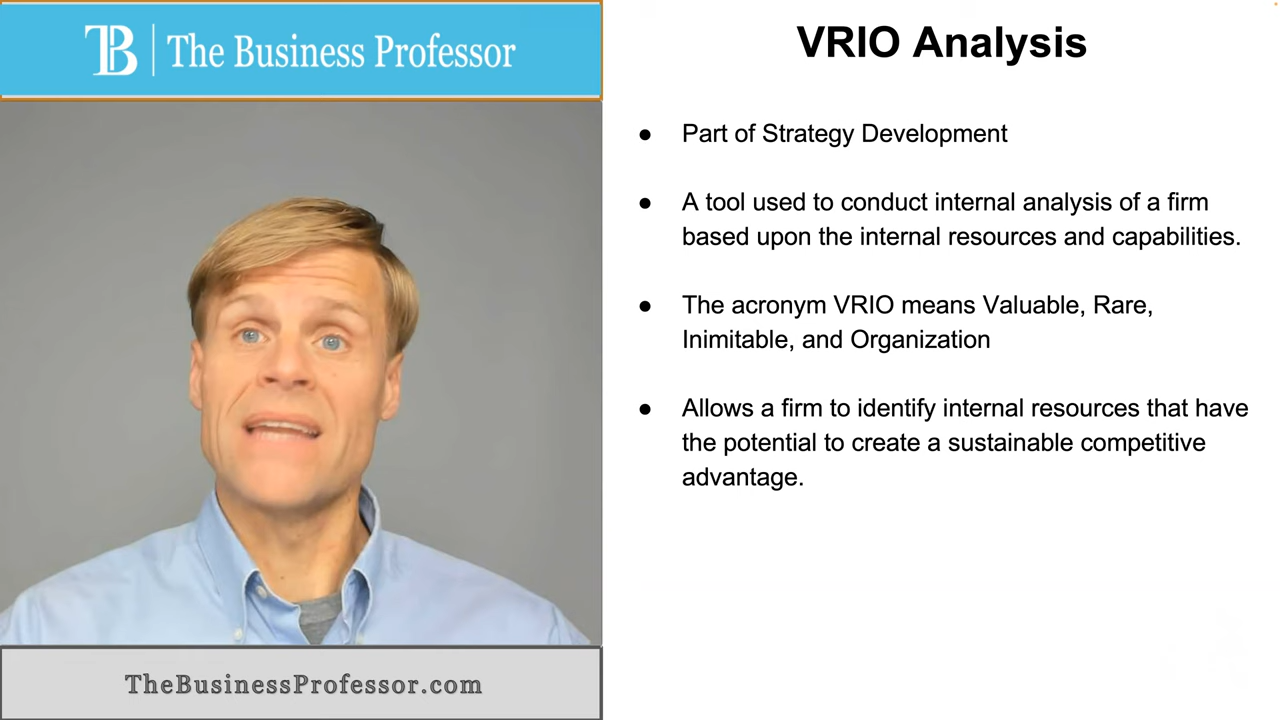 TB | The Business Professor
VRIO Analysis
● Part of Strategy Development
● A tool used to conduct internal analysis of a firm
based upon the internal resources and capabilities.
● The acronym VRIO means Valuable, Rare,
Inimitable, and Organization
● Allows a firm to identify internal resources that have
the potential to create a sustainable competitive
advantage.
TheBusinessProfessor.com